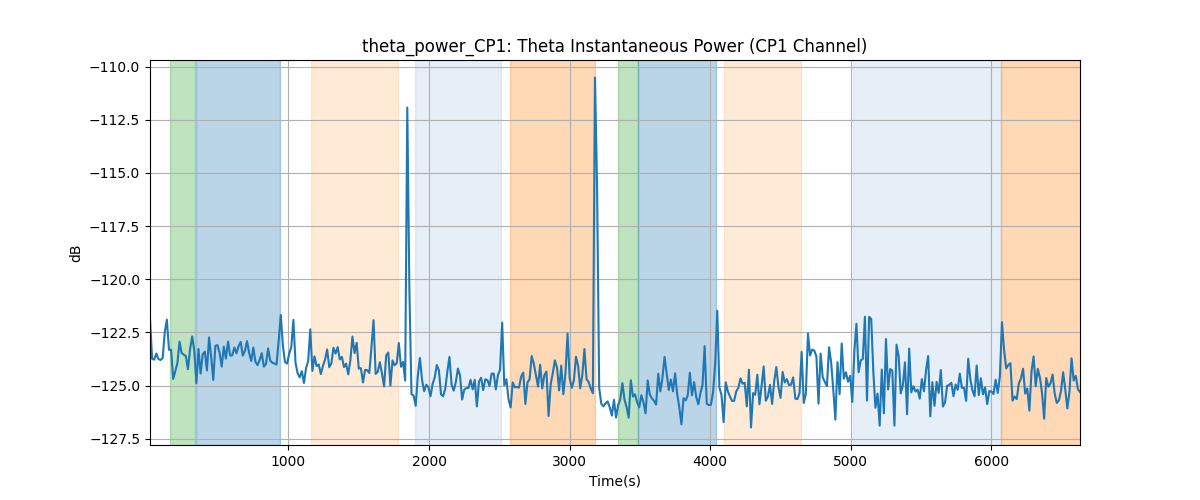 theta_power_CP1: Theta Instantaneous Power (CP1 Channel)
−110.0
−112.5
−115.0
−117.5
−120.0
−122.5
−125.0
−127.5
dB
1000 2000 3000 4000 5000 6000
Time(s)